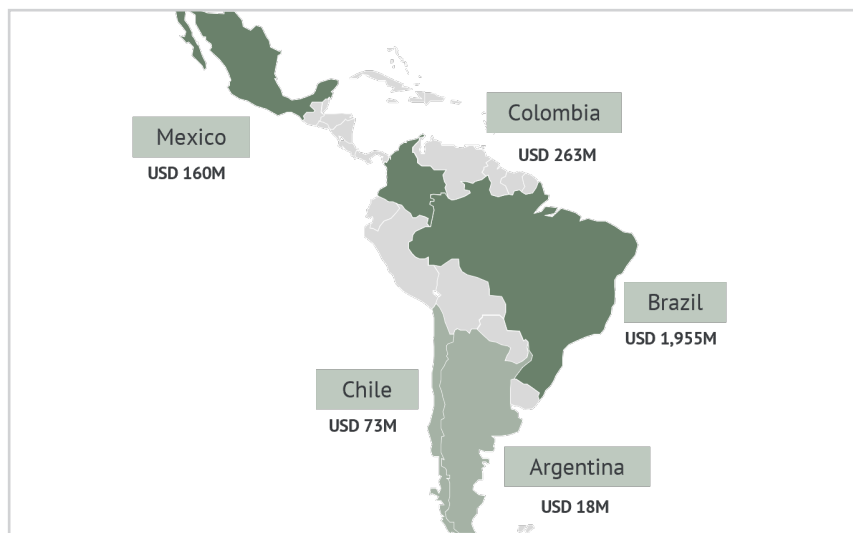 Colombia
USD 263M
Mexico
USD 160M
Brazil
USD 1,955M
Chile
USD 73M
Argentina
USD 18M